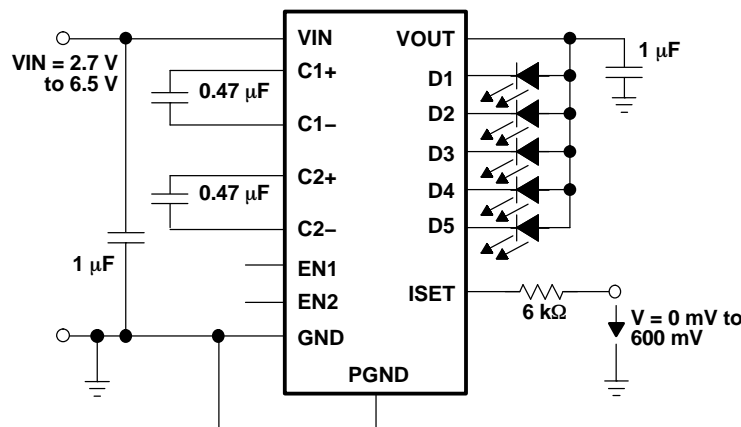 VIN
VOUT
VIN = 2.7 V
to 6.5 V
C1+
0.47 μF
C1−
C2+
0.47 μF
C2−
1 μF
EN1
EN2
GND
PGND
D1
D2
D3
D4
D5
1 μF
ISET
6 kΩ
V = 0 mV to
600 mV